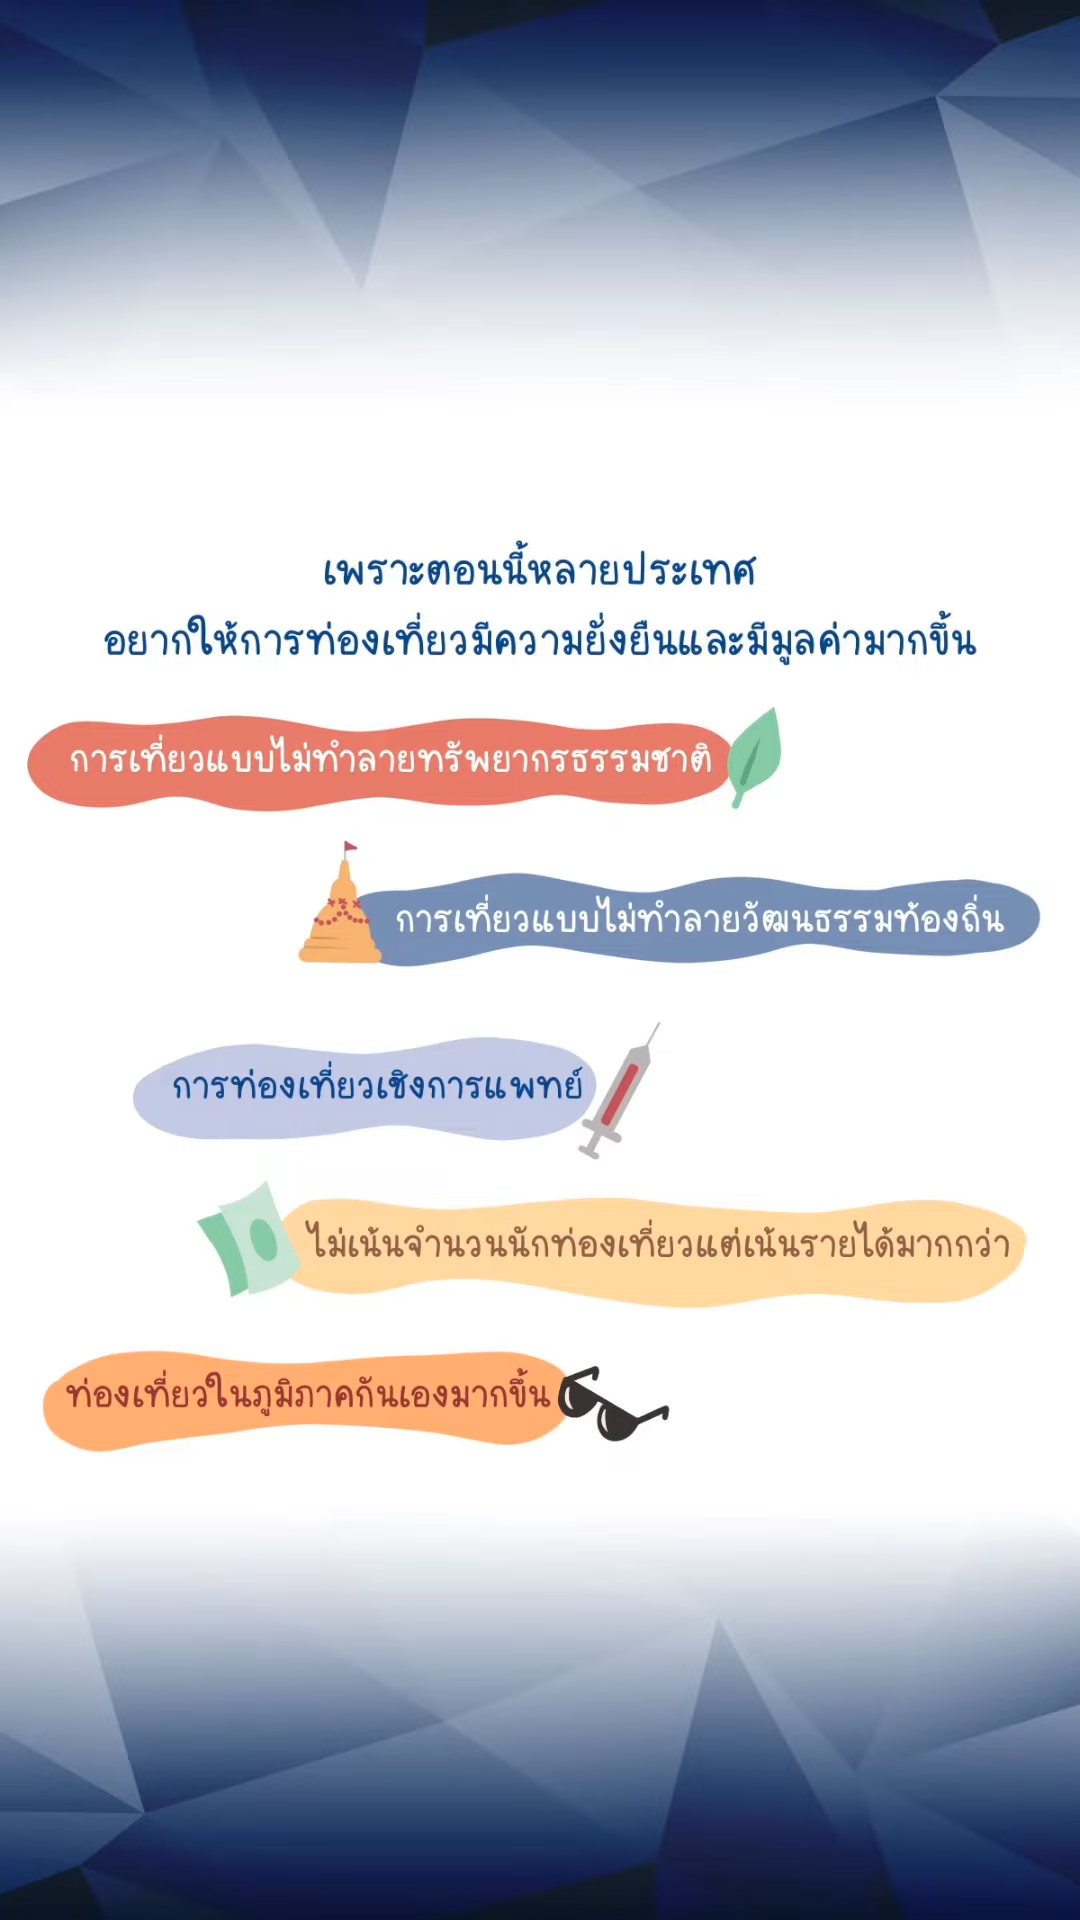 เพราะตอนนี้หลายประเทศ
อยากให้การท่องเที่ยวมีความยั่งยืนและมีมูลค่ามากขึ้น
การเที่ยวแบบไม่ทำลายทรัพยากรธรรมชาติ
การเที่ยวแบบไม่ทำลายวัฒนธรรมท้องถิ่น
การท่องเที่ยวเชิงการแพทย์
ไม่เน้นจำนวนนักท่องเที่ยวแต่เน้นรายได้มากกว่า
ท่องเที่ยวในภูมิภาคกันเองมากขึ้น